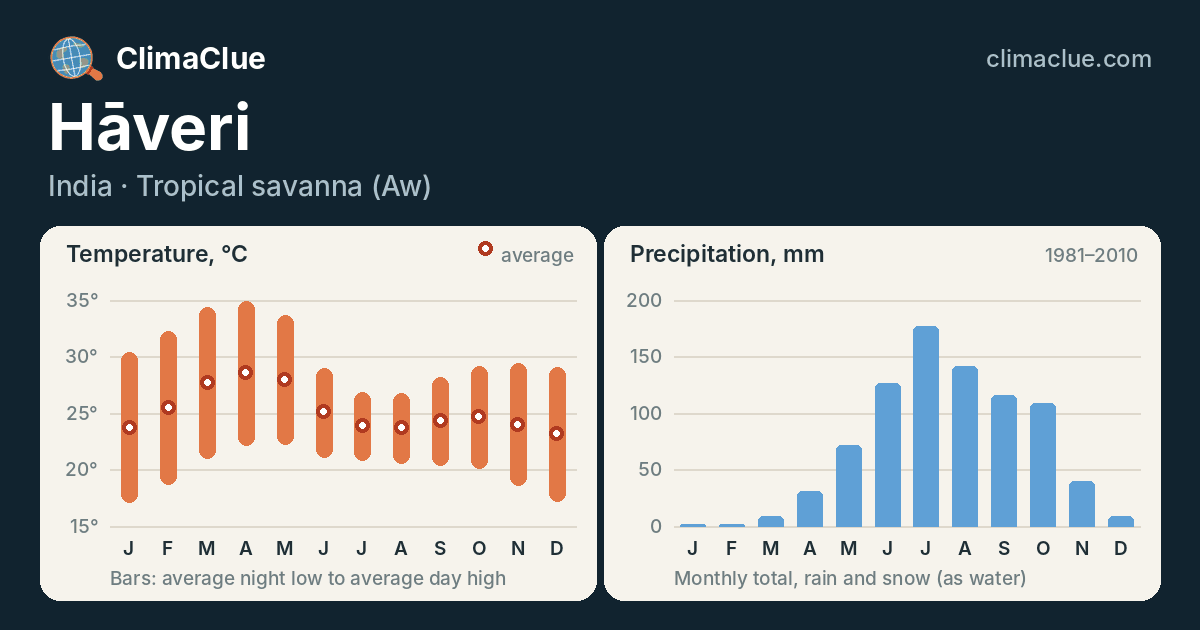 ClimaClue
climaclue.com
Hāveri
India · Tropical savanna (Aw)
Temperature, °C
average
35°
30°
25°
20°
15°
J F M A M J J A S O N D
Bars: average night low to average day high
Precipitation, mm
1981–2010
200
150
100
50
0
J F M A M J J A S O N D
Monthly total, rain and snow (as water)